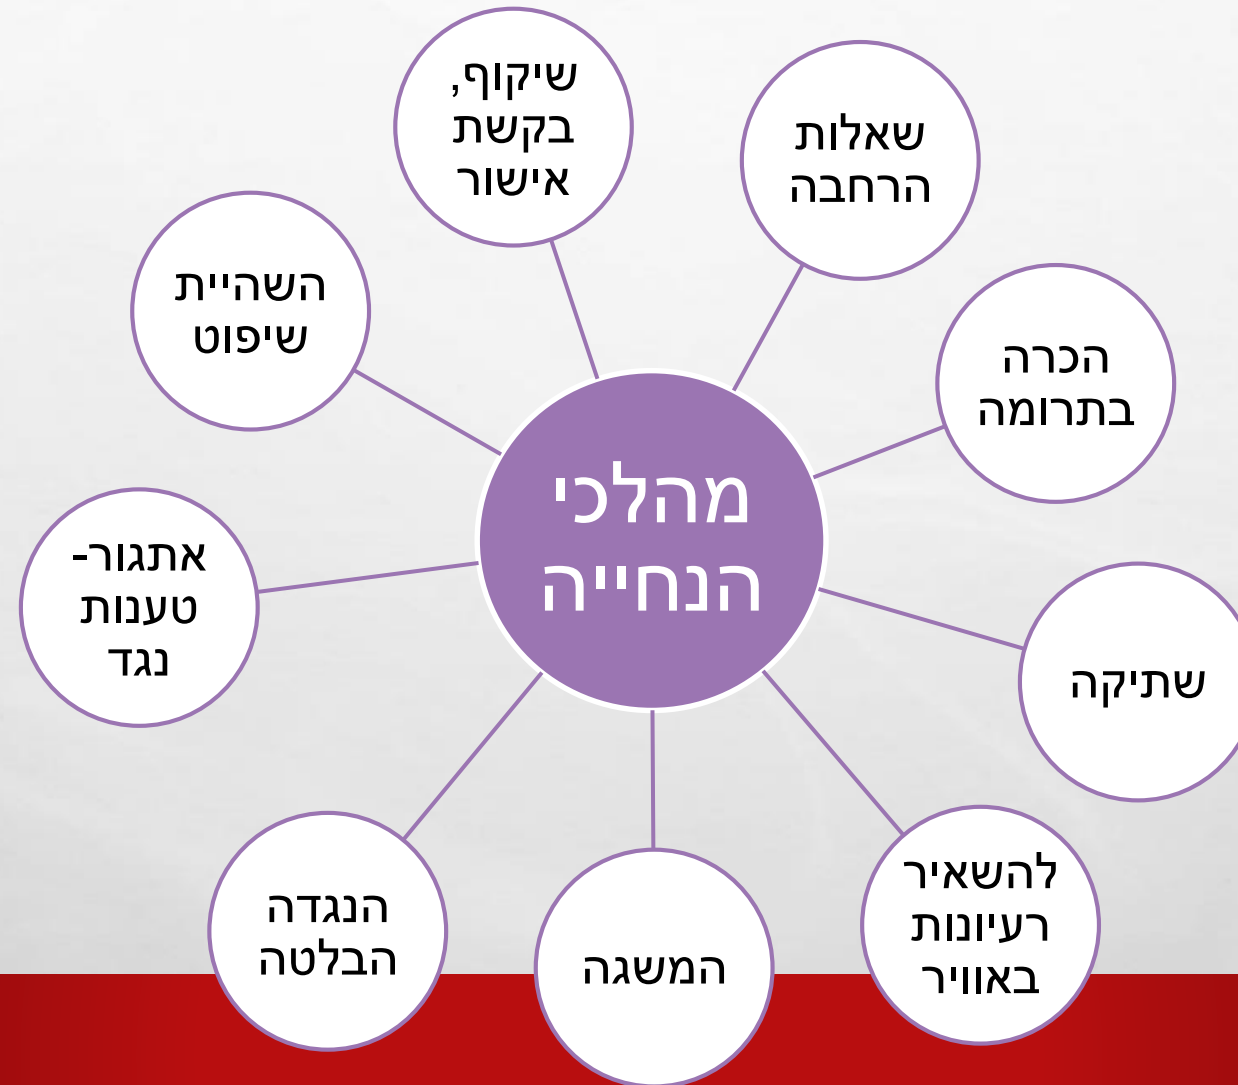 שיקוף,
בקשת
אישור
שאלות
הרחבה
הכרה
בתרומה
שתיקה
להשאיר
רעיונות
באוויר
המשגה
הנגדה
הבלטה
אתגור-
טענות
נגד
השהיית
שיפוט
מהלכי
הנחייה